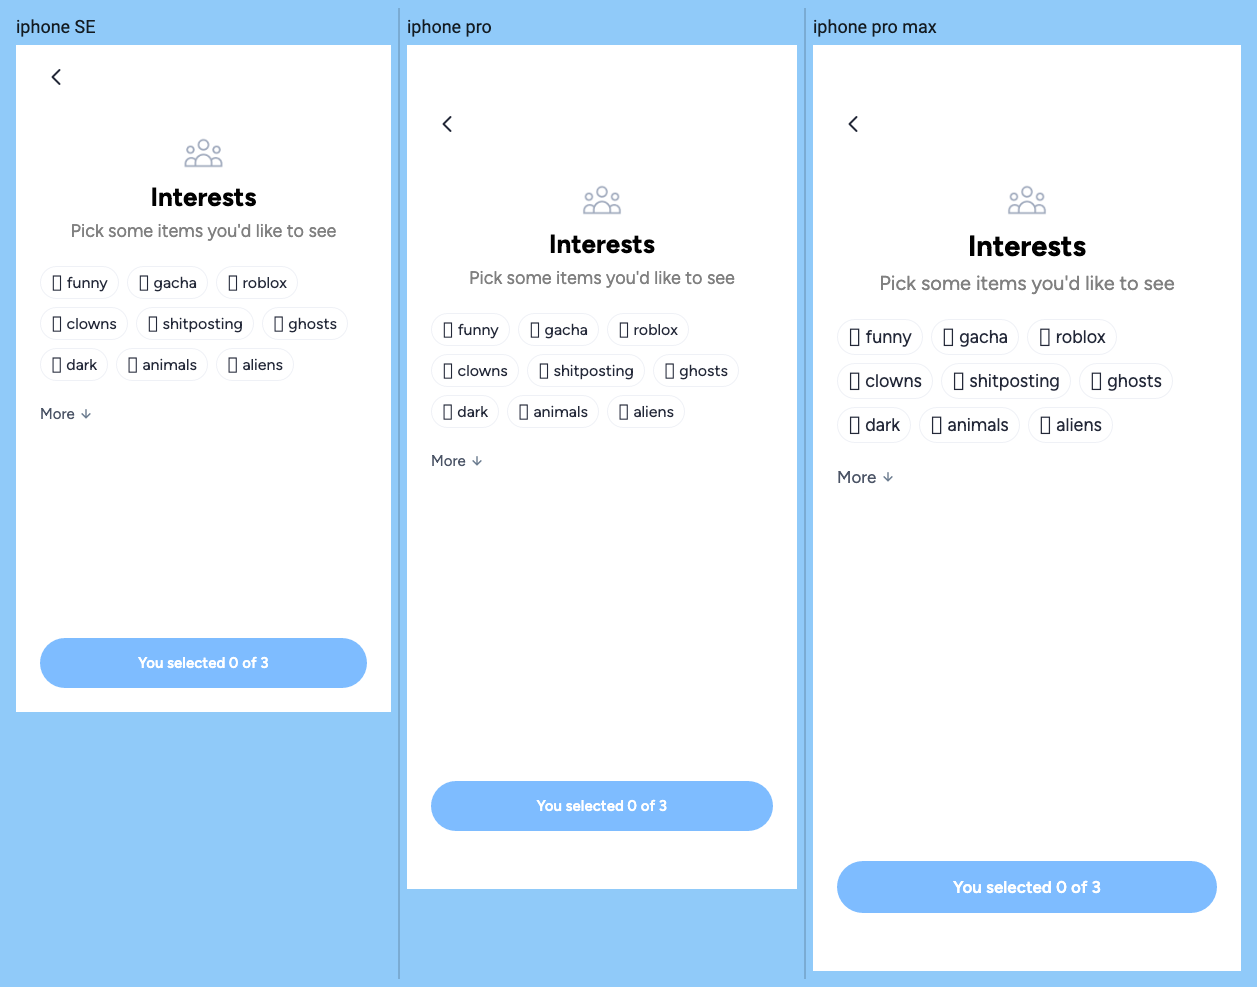 iphone SE
Interests
Pick some items you'd like to see
funny gacha roblox
clowns shitposting ghosts
dark animals aliens
More ↓
You selected 0 of 3
iphone pro
Interests
Pick some items you'd like to see
funny gacha roblox
clowns shitposting ghosts
dark animals aliens
More ↓
You selected 0 of 3
iphone pro max
Interests
Pick some items you'd like to see
funny gacha roblox
clowns shitposting ghosts
dark animals aliens
More ↓
You selected 0 of 3